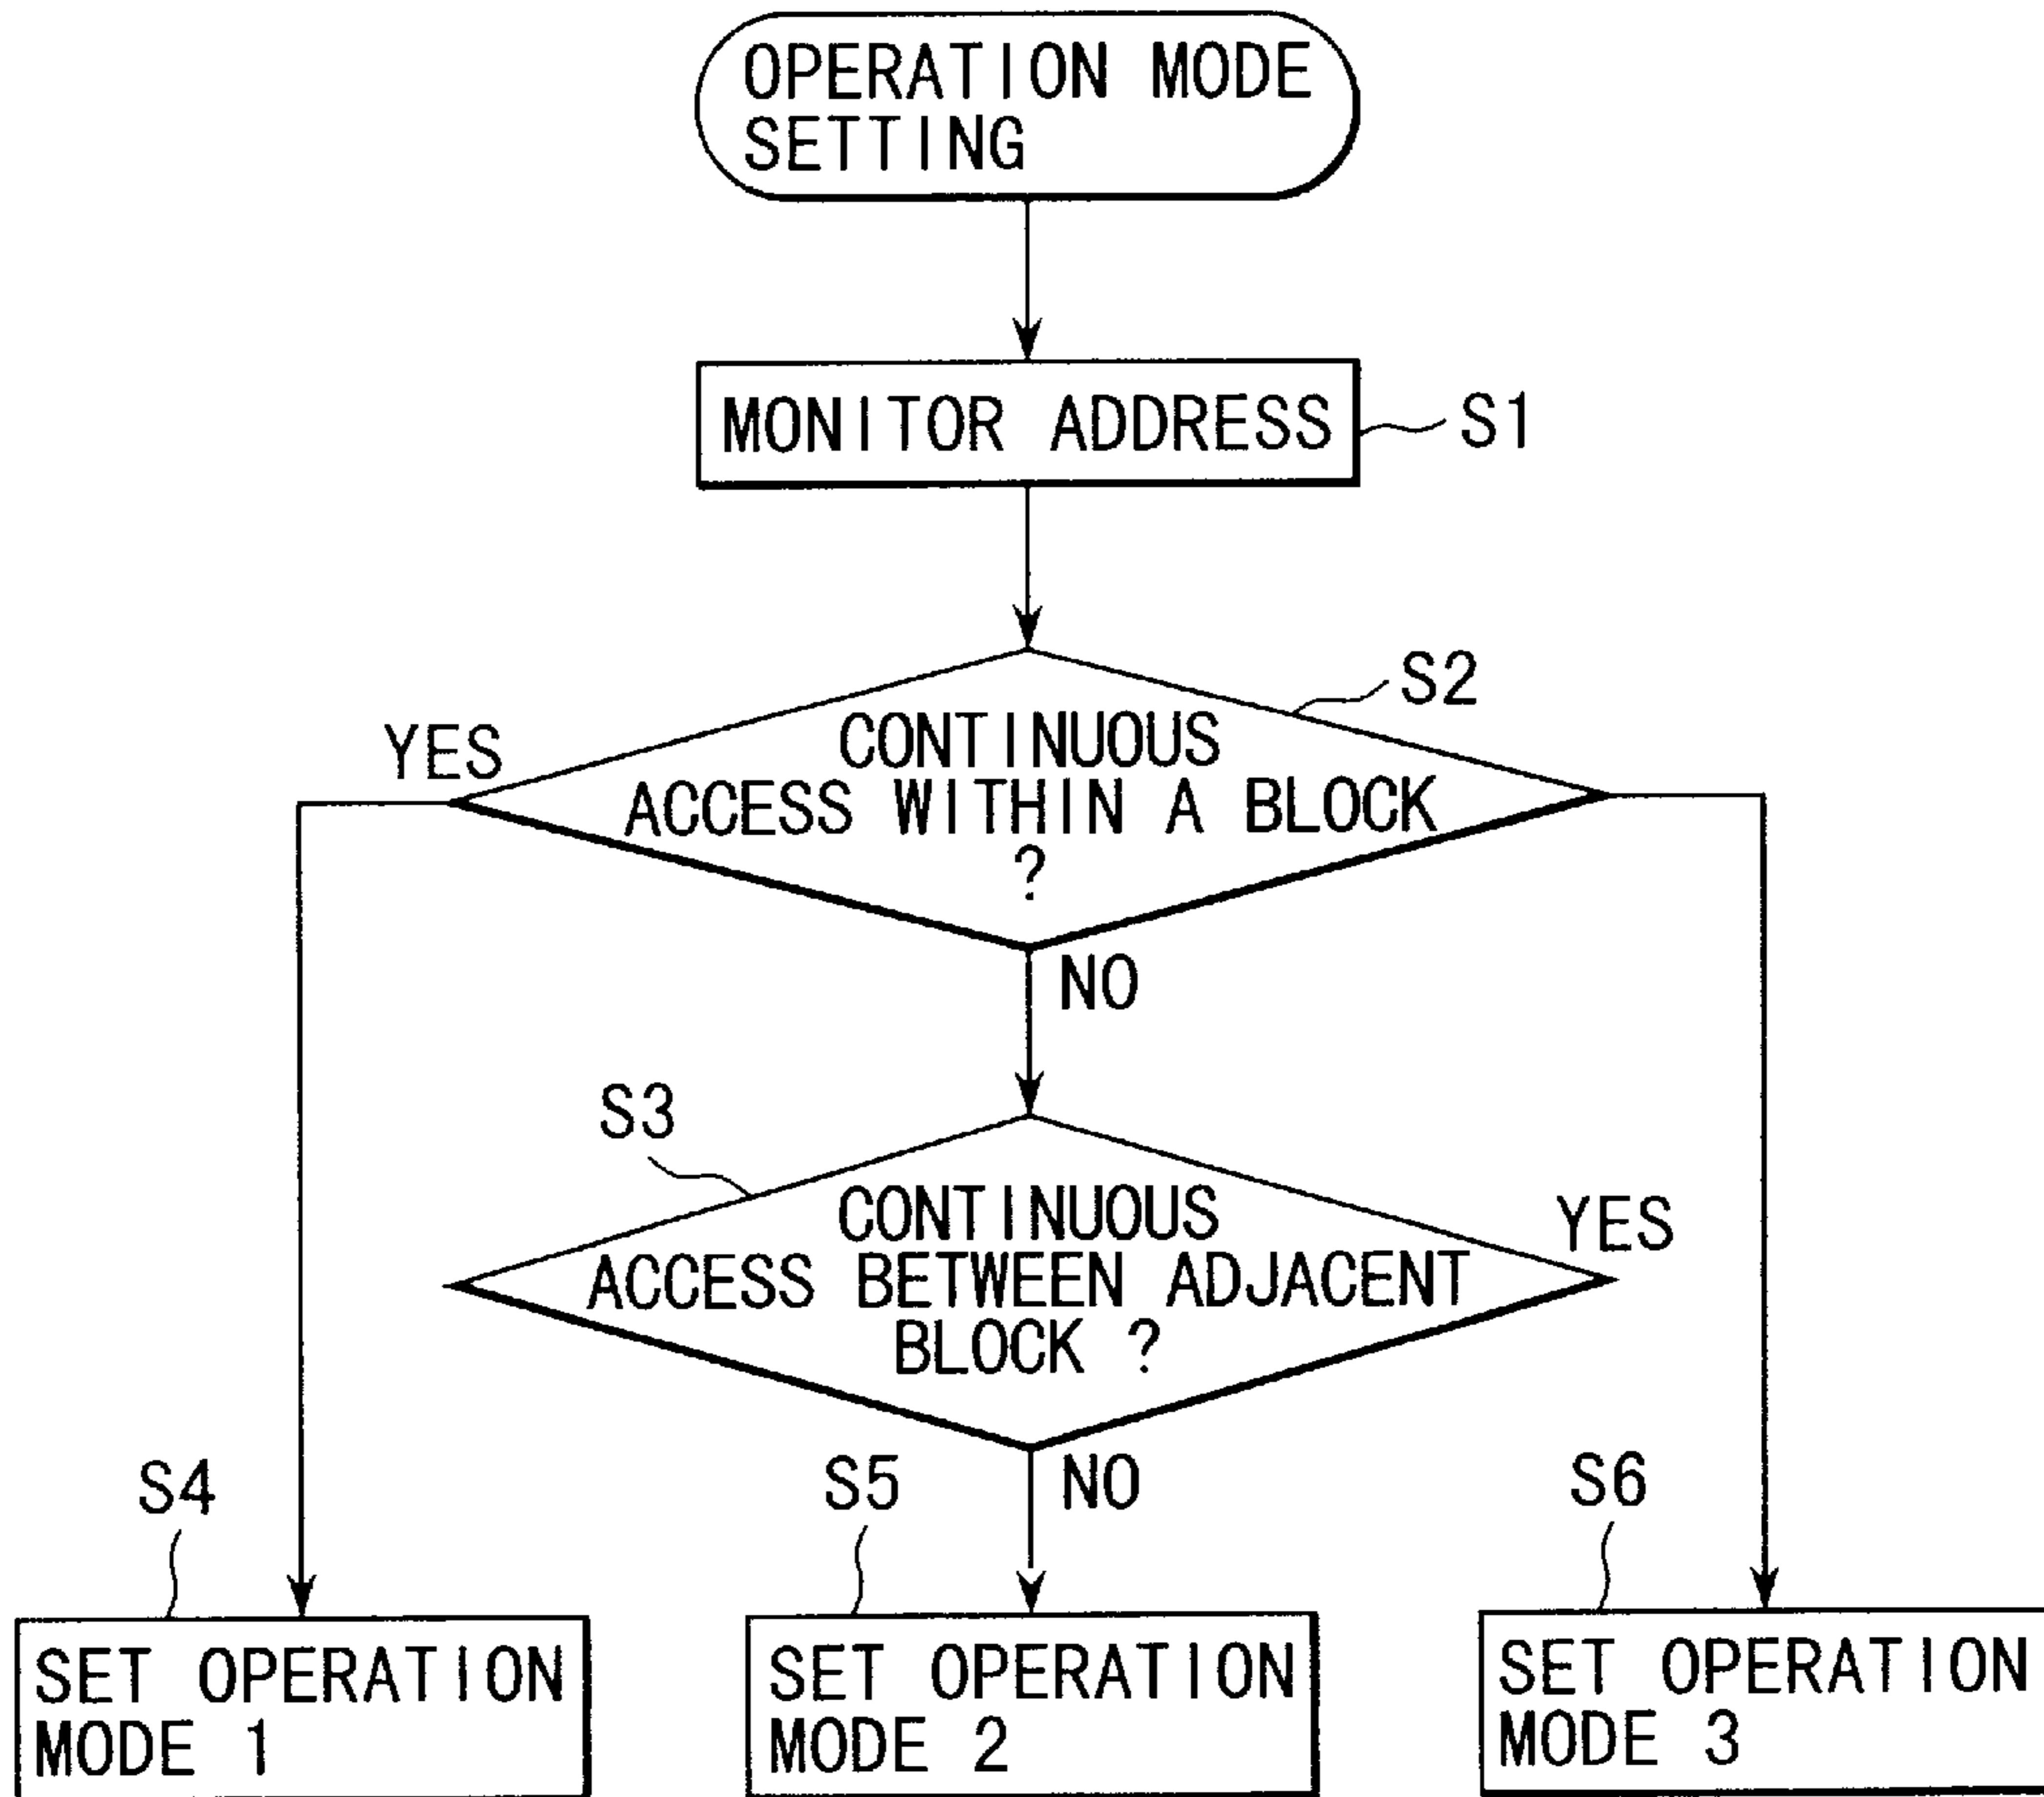 OPERATION MODE
SETTING
MONITOR ADDRESS
S1
S2
YES
CONTINUOUS
ACCESS WITHIN A BLOCK
?
NO
S3
CONTINUOUS
YES
ACCESS BETWEEN ADJACENT
BLOCK ?
S4
S5
NO
S6
SET OPERATION
MODE 1
SET OPERATION
MODE 2
SET OPERATION
MODE 3